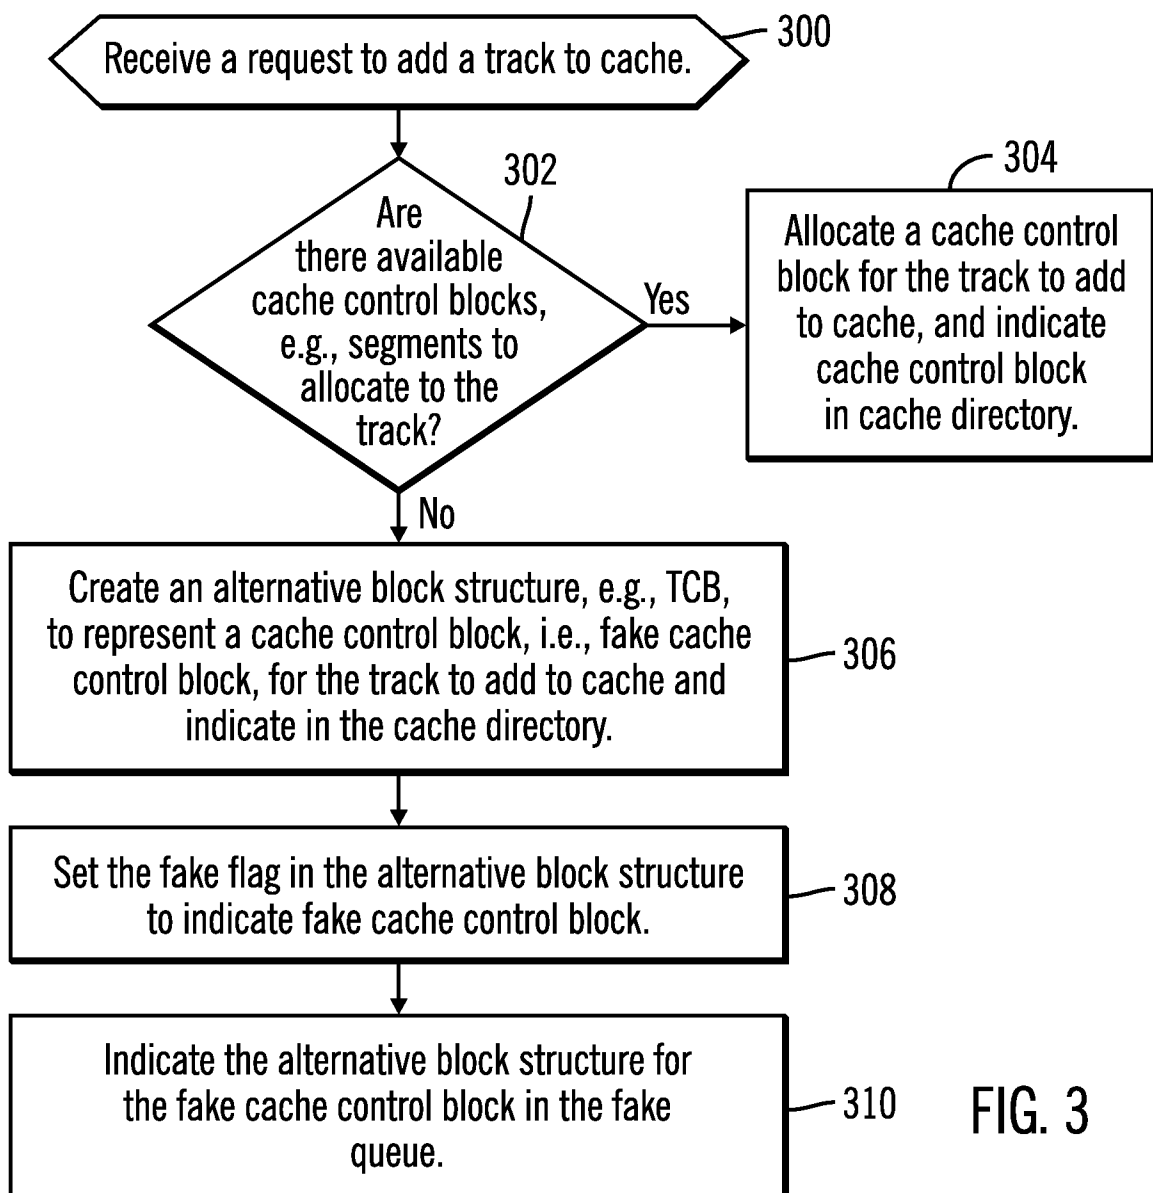 Receive a request to add a track to cache.
300
302
Are
there available
cache control blocks,
e.g., segments to
allocate to the
track?
Yes
304
Allocate a cache control
block for the track to add
to cache, and indicate
cache control block
in cache directory.
No
Create an alternative block structure, e.g., TCB,
to represent a cache control block, i.e., fake cache
control block, for the track to add to cache and
indicate in the cache directory.
306
Set the fake flag in the alternative block structure
to indicate fake cache control block.
308
Indicate the alternative block structure for
the fake cache control block in the fake
queue.
310
FIG. 3